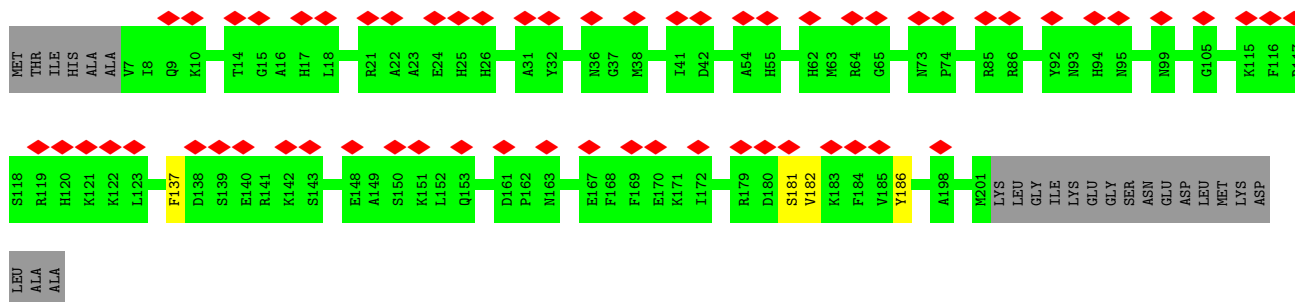 MET THR ILE HIS ALA ALA V7 I8 Q9 K10 T14 G15 A16 H17 L18 R21 A22 A23 E24 H25 H26 A31 Y32 N36 G37 M38 I41 D42 A54 H55 H62 M63 R64 G65 N73 P74 R85 R86 Y92 N93 H94 N95 N99 G105 K115 F116
S118 R119 H120 K121 K122 L123 F137 D138 S139 E140 R141 K142 S143 E148 A149 S150 K151 L152 Q153 D161 P162 N163 E167 F168 F169 E170 K171 I172 R179 D180 S181 V182 K183 F184 V185 Y186 A198 M201 LYS LEU GLY ILE LYS GLU GLU GLY SER ASN GLU ASP LEU MET LYS ASP
LEU ALA ALA